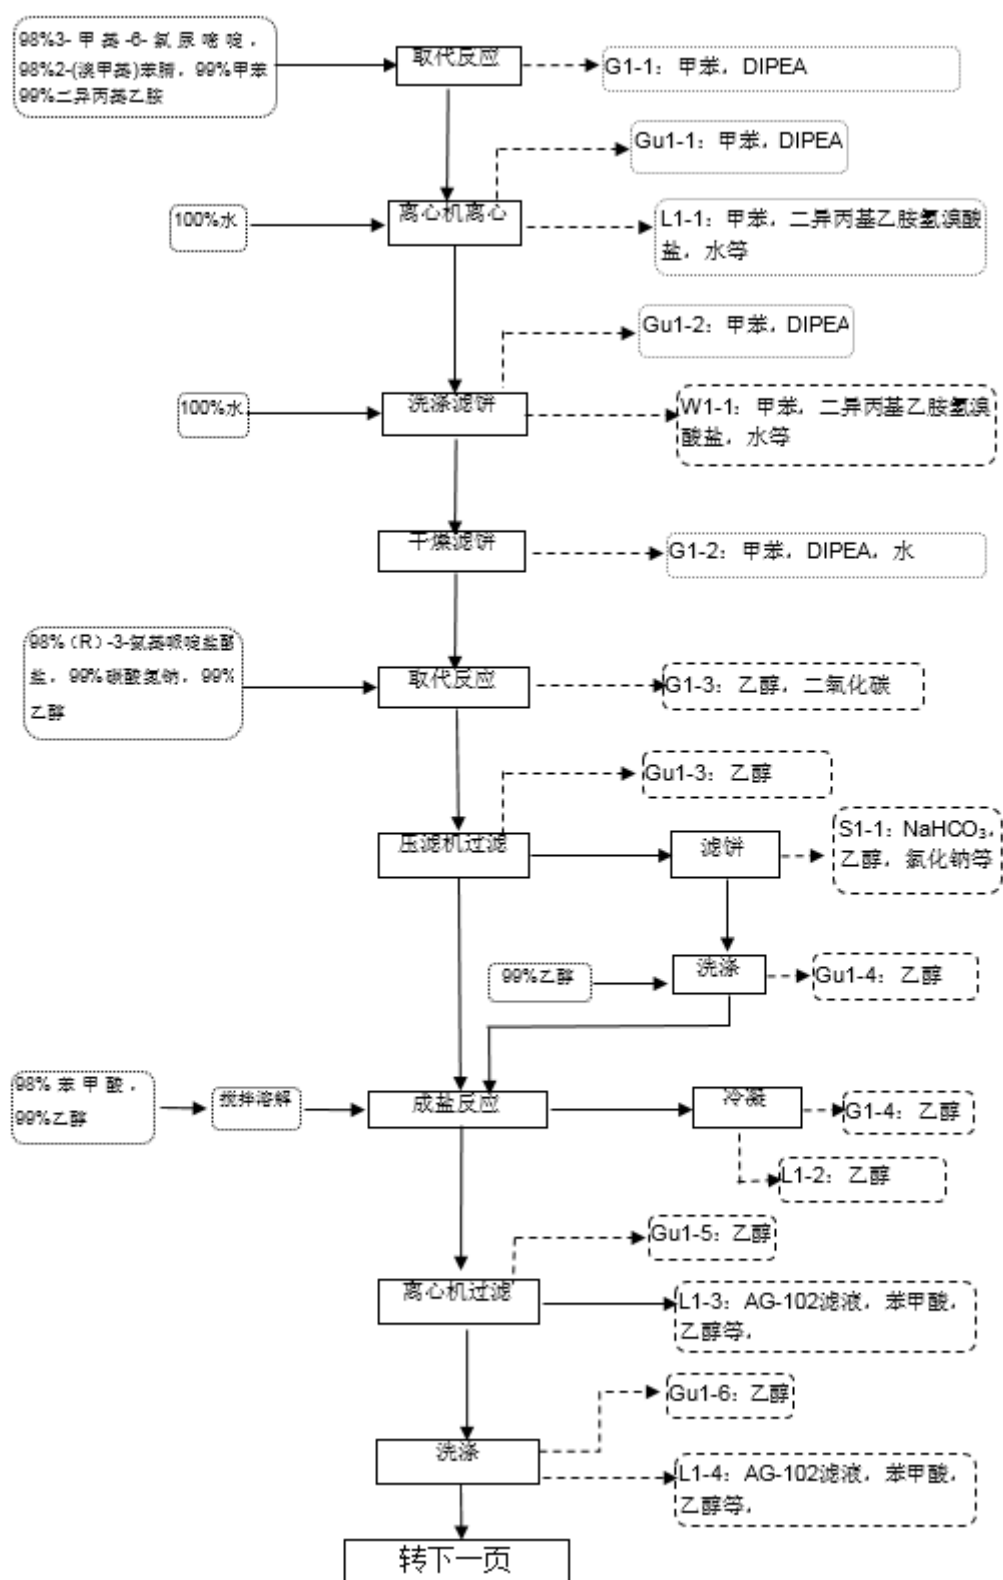 98%3-甲基-6-氯尿嘧啶，
98%2-(溴甲基)苯腈，99%甲苯
99%二异丙基乙胺
取代反应
G1-1：甲苯，DIPEA
Gu1-1：甲苯，DIPEA
100%水
离心机离心
L1-1：甲苯，二异丙基乙胺氢溴酸
盐，水等
Gu1-2：甲苯，DIPEA
100%水
洗涤滤饼
W1-1：甲苯，二异丙基乙胺氢溴
酸盐，水等
干燥滤饼
G1-2：甲苯，DIPEA，水
98%（R）-3-氨基哌啶盐酸
盐，99%碳酸氢钠，99%
乙醇
取代反应
G1-3：乙醇，二氧化碳
Gu1-3：乙醇
压滤机过滤
滤饼
S1-1：NaHCO₃，
乙醇，氯化钠等
99%乙醇
洗涤
Gu1-4：乙醇
98%苯甲酸，
99%乙醇
搅拌溶解
成盐反应
冷凝
G1-4：乙醇
L1-2：乙醇
Gu1-5：乙醇
离心机过滤
L1-3：AG-102滤液，苯甲酸，
乙醇等，
Gu1-6：乙醇
洗涤
L1-4：AG-102滤液，苯甲酸，
乙醇等，
转下一页